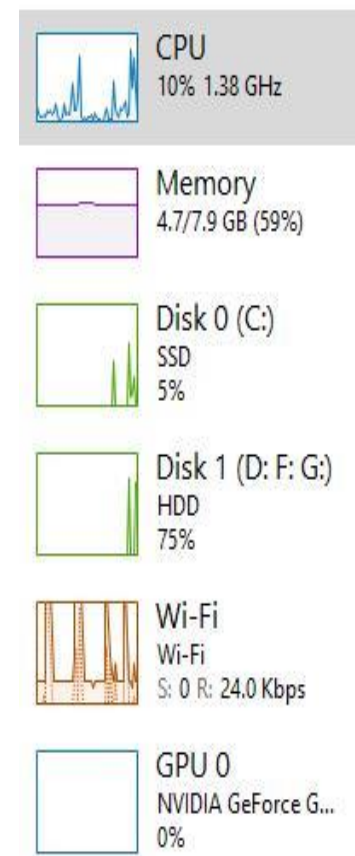 CPU
10% 1.38 GHz
Memory
4.7/7.9 GB (59%)
Disk 0 (C:)
SSD
5%
Disk 1 (D: F: G:)
HDD
75%
Wi-Fi
Wi-Fi
S: 0 R: 24.0 Kbps
GPU 0
NVIDIA GeForce G...
0%